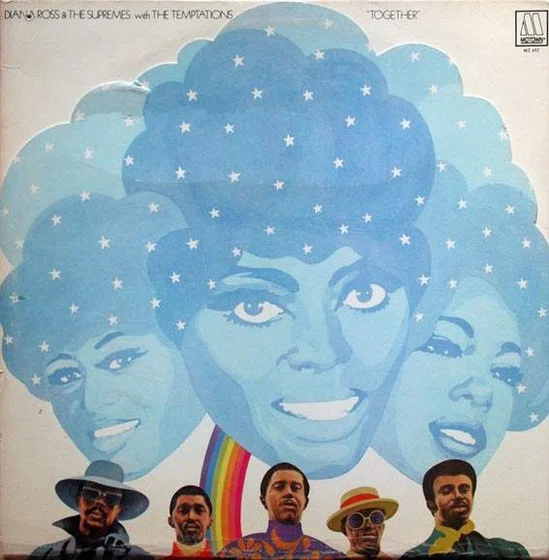 DIANA ROSS & THE SUPREMES with THE TEMPTATIONS "TOGETHER"
MOTOWN